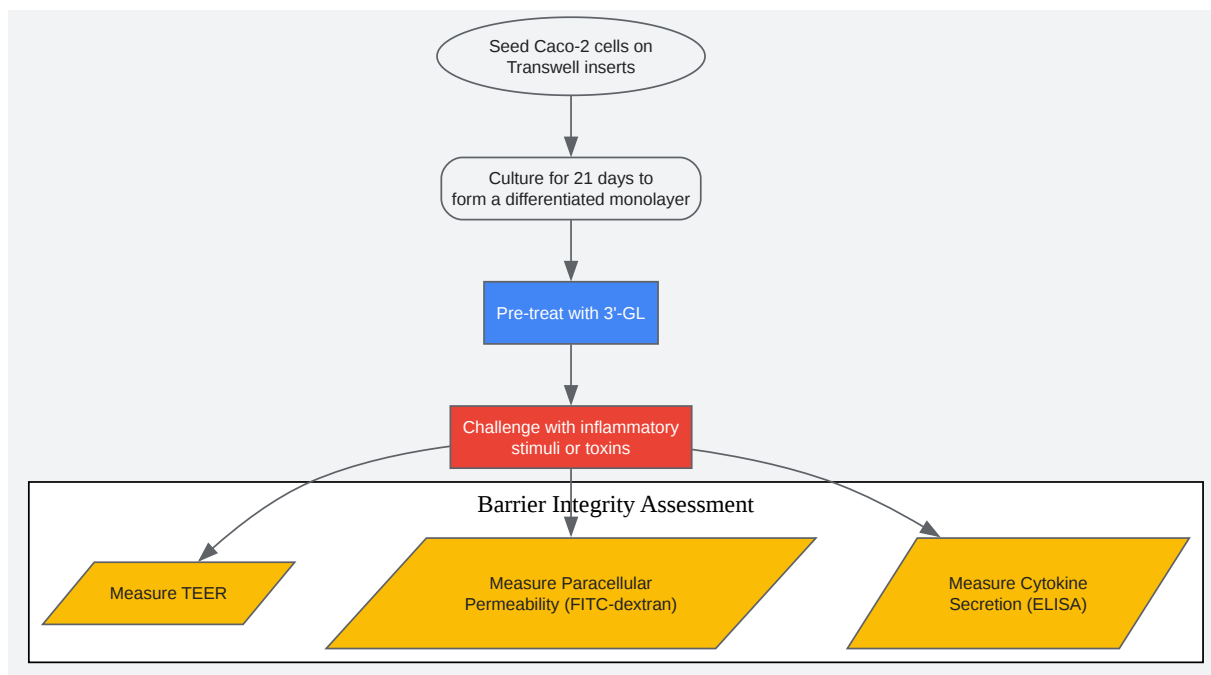 Seed Caco-2 cells on
Transwell inserts
Culture for 21 days to
form a differentiated monolayer
Pre-treat with 3'-GL
Challenge with inflammatory
stimuli or toxins
Barrier Integrity Assessment
Measure TEER
Measure Paracellular
Permeability (FITC-dextran)
Measure Cytokine
Secretion (ELISA)